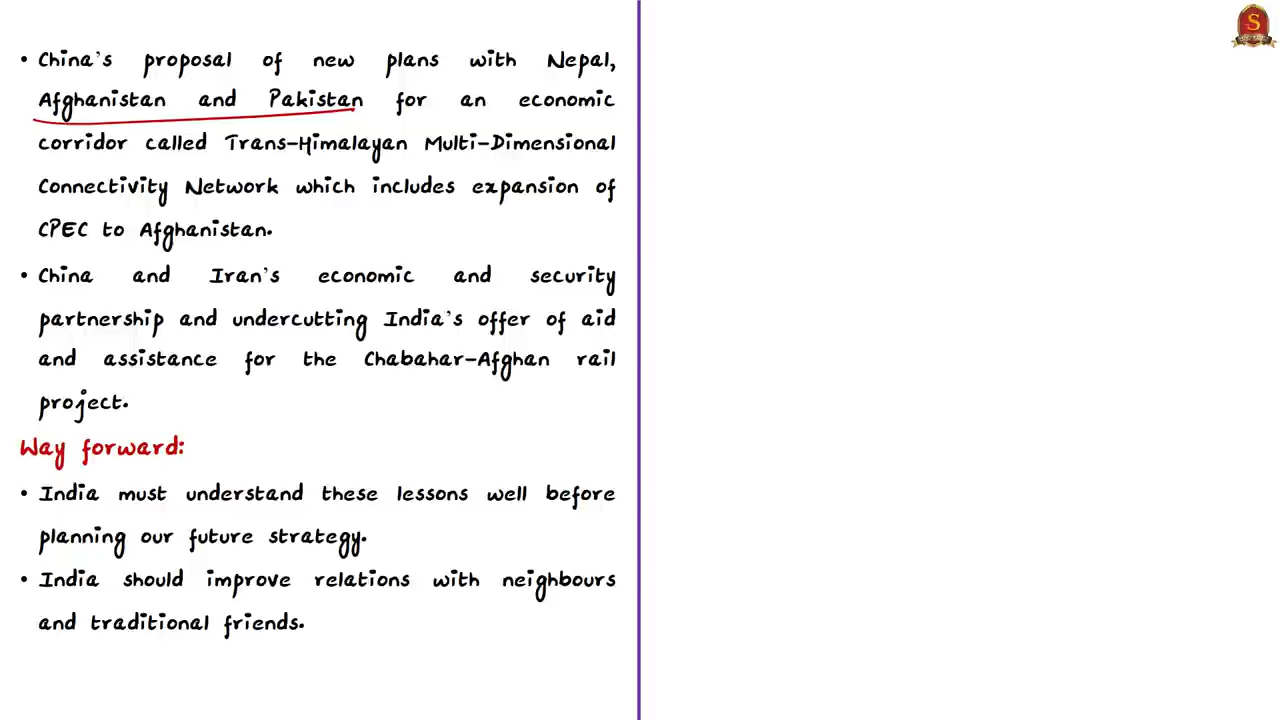 • China's proposal of new plans with Nepal,
Afghanistan and Pakistan for an economic
corridor called Trans-Himalayan Multi-Dimensional
Connectivity Network which includes expansion of
CPEC to Afghanistan.
• China and Iran's economic and security
partnership and undercutting India's offer of aid
and assistance for the Chabahar-Afghan rail
project.
Way forward:
• India must understand these lessons well before
planning our future strategy.
• India should improve relations with neighbours
and traditional friends.
S